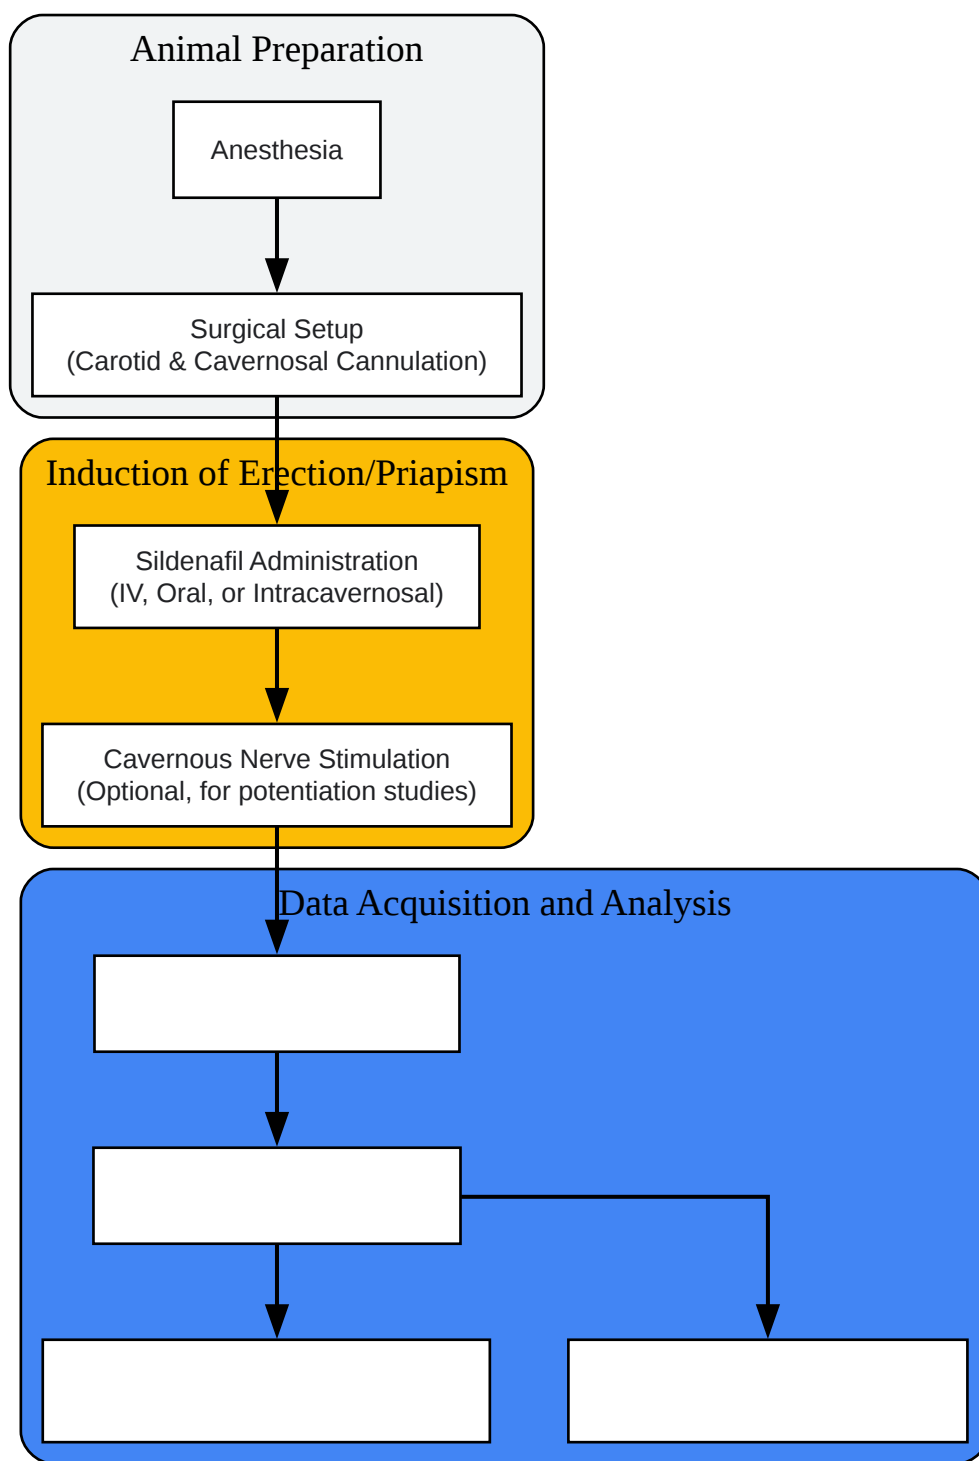 Animal Preparation
Anesthesia
Surgical Setup
(Carotid & Cavernosal Cannulation)
Induction of Erection/Priapism
Sildenafil Administration
(IV, Oral, or Intracavernosal)
Cavernous Nerve Stimulation
(Optional, for potentiation studies)
Data Acquisition and Analysis